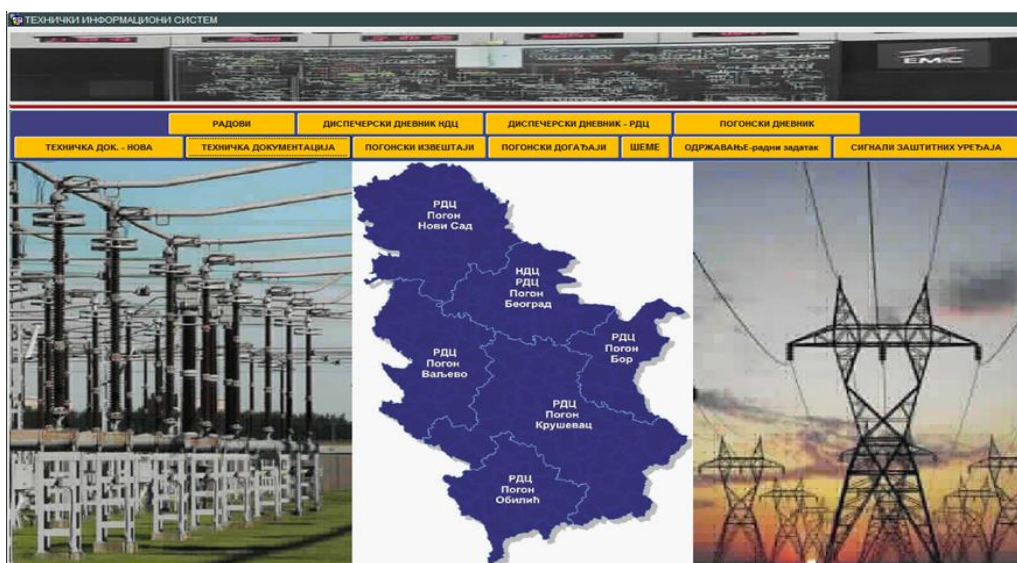 ТЕХНИЧКИ ИНФОРМАЦИОНИ СИСТЕМ
ЕМС
РАДОВИ
ДИСПЕЧЕРСКИ ДНЕВНИК НДЦ
ДИСПЕЧЕРСКИ ДНЕВНИК - РДЦ
ПОГОНСКИ ДНЕВНИК
ТЕХНИЧКА ДОК. - НОВА
ТЕХНИЧКА ДОКУМЕНТАЦИЈА
ПОГОНСКИ ИЗВЕШТАЈИ
ПОГОНСКИ ДОГАЂАЈИ
ШЕМЕ
ОДРЖАВАЊЕ-радни задатак
СИГНАЛИ ЗАШТИТНИХ УРЕЂАЈА
РДЦ
Погон
Нови Сад
НДЦ
РДЦ
Погон
Београд
РДЦ
Погон
Бор
РДЦ
Погон
Ваљево
РДЦ
Погон
Крушевац
РДЦ
Погон
Обилић